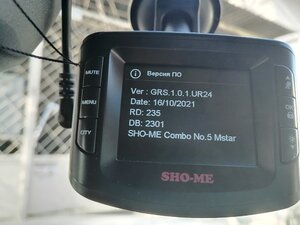 Версия ПО
Ver : GRS.1.0.1.UR24
Date: 16/10/2021
RD: 235
DB: 2301
SHO-ME Combo No.5 Mstar
MUTE
MENU
CITY
OK
SHO-ME